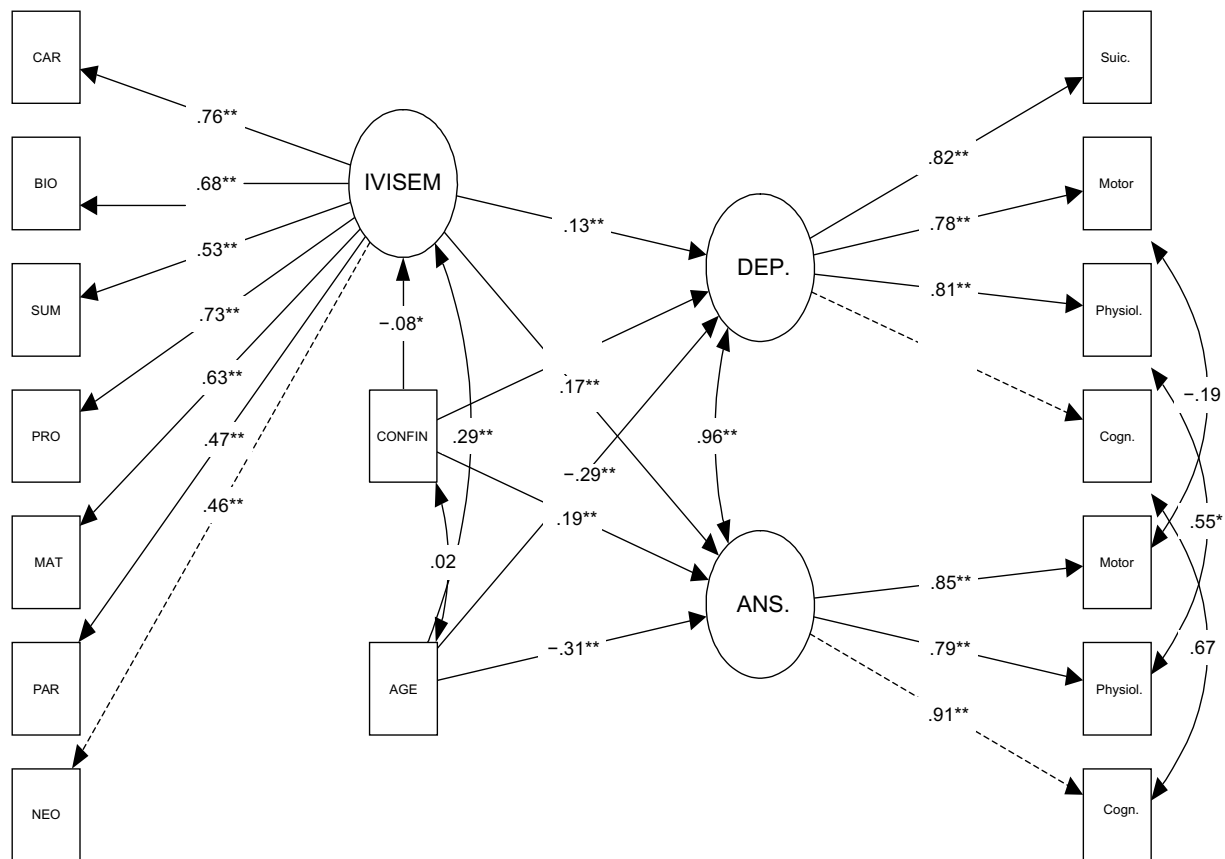 CAR
BIO
SUM
PRO
MAT
PAR
NEO
IVISEM
CONFIN
AGE
DEP.
ANS.
Suic.
Motor
Physiol.
Cogn.
Motor
Physiol.
Cogn.
.76**
.68**
.53**
.73**
.63**
.47**
.46**
−.08*
.29**
.02
.13**
.17**
−.29**
.19**
−.31**
.96**
.82**
.78**
.81**
.85**
.79**
.91**
−.19
.55*
.67